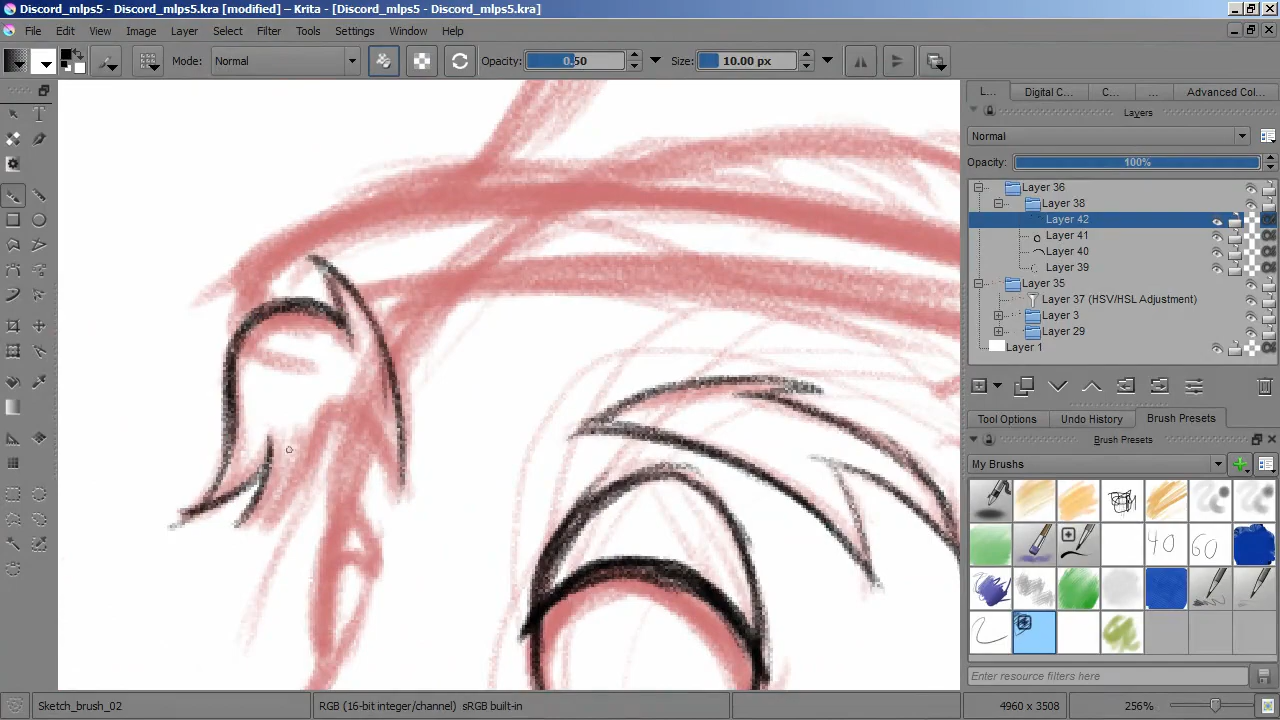 Discord_mlps5 - Discord_mlps5.kra [modified] – Krita - [Discord_mlps5 - Discord_mlps5.kra]
File Edit View Image Layer Select Filter Tools Settings Window Help
Mode: Normal Opacity: 0.50 Size: 10.00 px
L... Digital C... C... ... Advanced Col...
Layers
Normal
Opacity: 100%
Layer 36
Layer 38
Layer 42
Layer 41
Layer 40
Layer 39
Layer 35
Layer 37 (HSV/HSL Adjustment)
Layer 3
Layer 29
Layer 1
Tool Options Undo History Brush Presets
Brush Presets
My Brushes
40 60
Enter resource filters here
Sketch_brush_02 RGB (16-bit integer/channel) sRGB built-in 4960 x 3508 256%